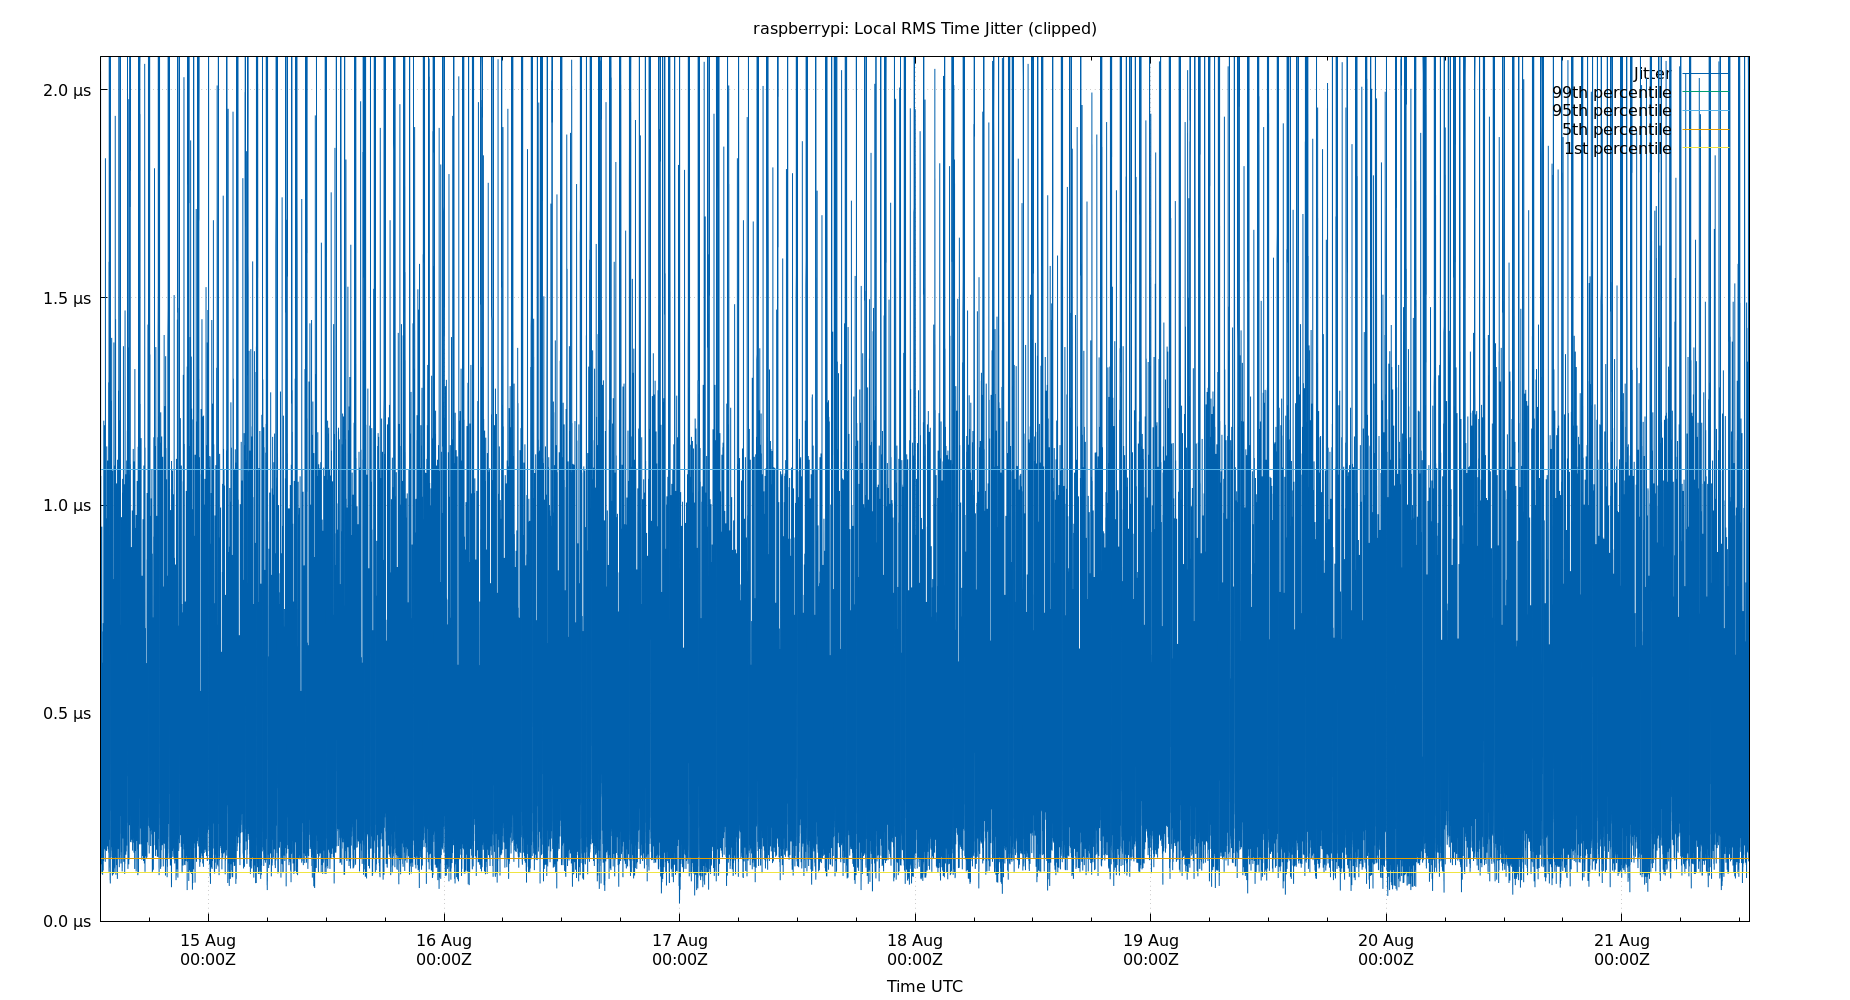 raspberrypi: Local RMS Time Jitter (clipped)
2.0 μs
1.5 μs
1.0 μs
0.5 μs
0.0 μs
Jitter
99th percentile
95th percentile
5th percentile
1st percentile
15 Aug
00:00Z
16 Aug
00:00Z
17 Aug
00:00Z
18 Aug
00:00Z
19 Aug
00:00Z
20 Aug
00:00Z
21 Aug
00:00Z
Time UTC